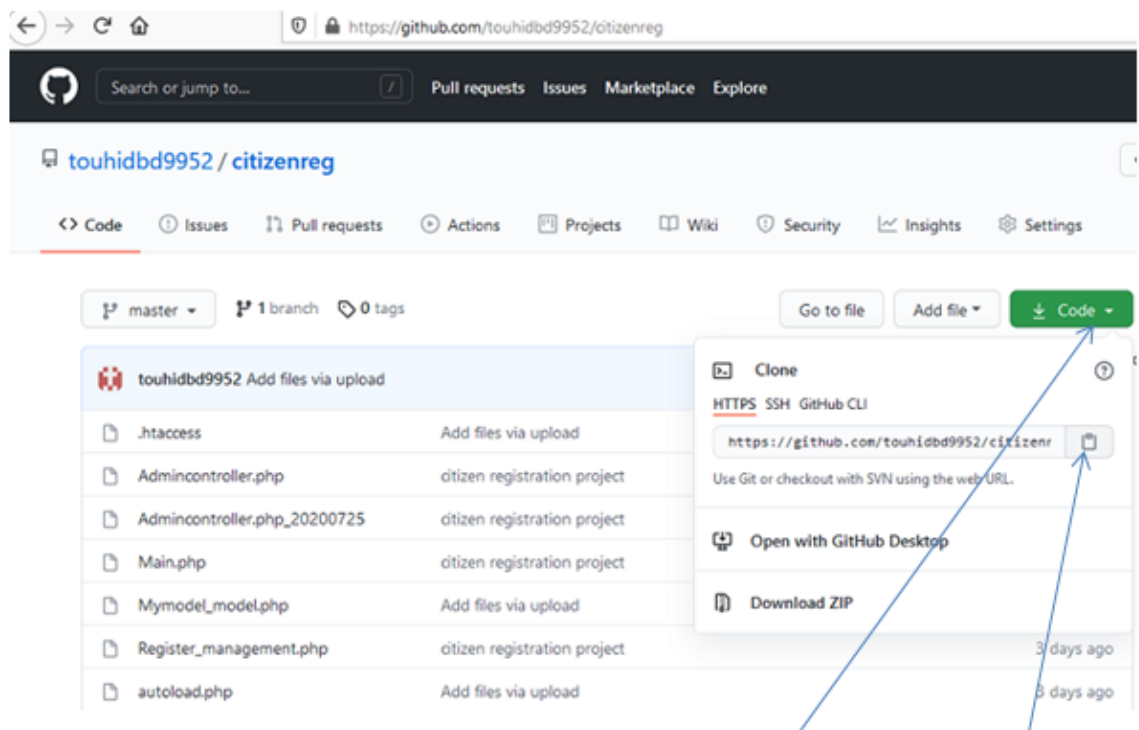 https://github.com/touhidbd9952/citizenreg
Search or jump to... / Pull requests Issues Marketplace Explore
touhidbd9952 / citizenreg
<> Code Issues Pull requests Actions Projects Wiki Security Insights Settings
master 1 branch 0 tags Go to file Add file Code
touhidbd9952 Add files via upload
Clone
HTTPS SSH GitHub CLI
https://github.com/touhidbd9952/citizenr
Use Git or checkout with SVN using the web URL.
Open with GitHub Desktop
Download ZIP
.htaccess Add files via upload
Admincontroller.php citizen registration project
Admincontroller.php_20200725 citizen registration project
Main.php citizen registration project
Mymodel_model.php Add files via upload
Register_management.php citizen registration project 3 days ago
autoload.php Add files via upload 3 days ago